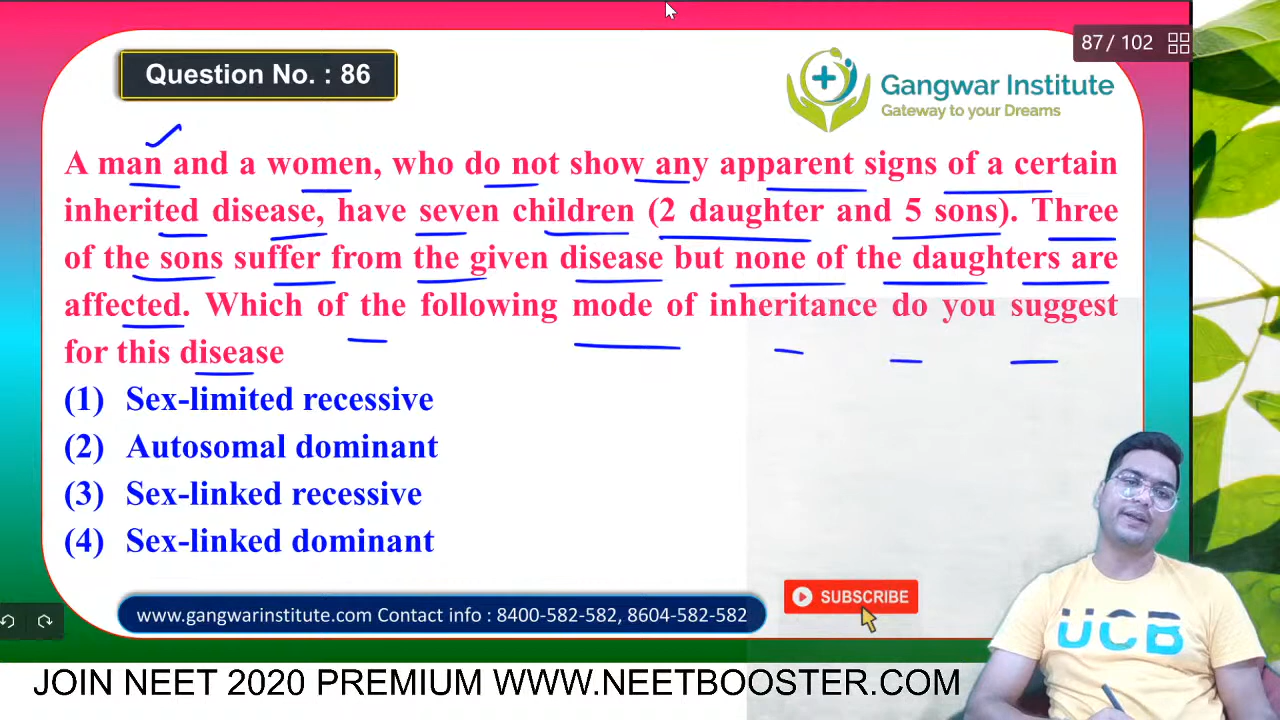 87 / 102
Question No. : 86
Gangwar Institute
Gateway to your Dreams
A man and a women, who do not show any apparent signs of a certain
inherited disease, have seven children (2 daughter and 5 sons). Three
of the sons suffer from the given disease but none of the daughters are
affected. Which of the following mode of inheritance do you suggest
for this disease
(1) Sex-limited recessive
(2) Autosomal dominant
(3) Sex-linked recessive
(4) Sex-linked dominant
UCB
SUBSCRIBE
www.gangwarinstitute.com Contact info : 8400-582-582, 8604-582-582
JOIN NEET 2020 PREMIUM WWW.NEETBOOSTER.COM